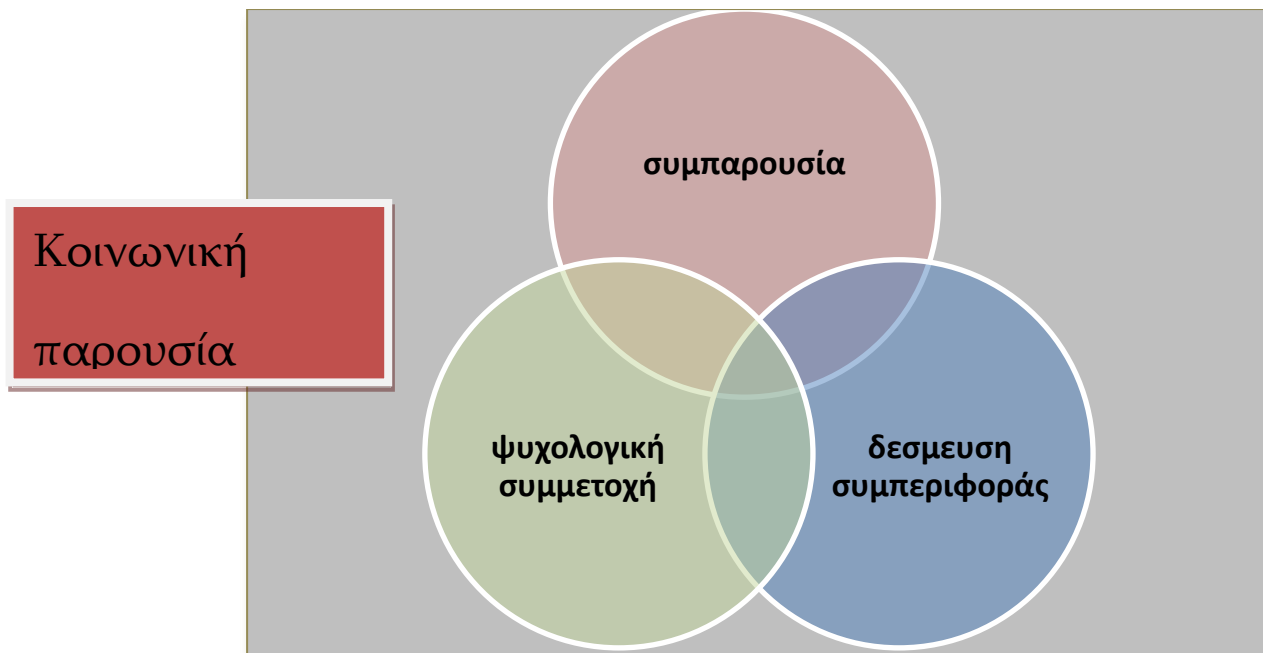 συμπαρουσία
Κοινωνική
παρουσία
ψυχολογική
συμμετοχή
δεσμευση
συμπεριφοράς